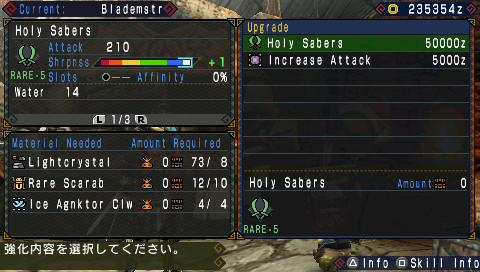 Current: Blademstr
235354z
Holy Sabers
Attack 210
Shrpnss +1
RARE-5 Slots ●―― Affinity 0%
Water 14
L 1/3 R
Upgrade
Holy Sabers 50000z
Increase Attack 5000z
Material Needed Amount Required
Lightcrystal 0 73/ 8
Rare Scarab 0 12/10
Ice Agnktor Clw 0 4/ 4
Holy Sabers Amount 0
RARE-5
強化内容を選択してください。
Info Skill Info